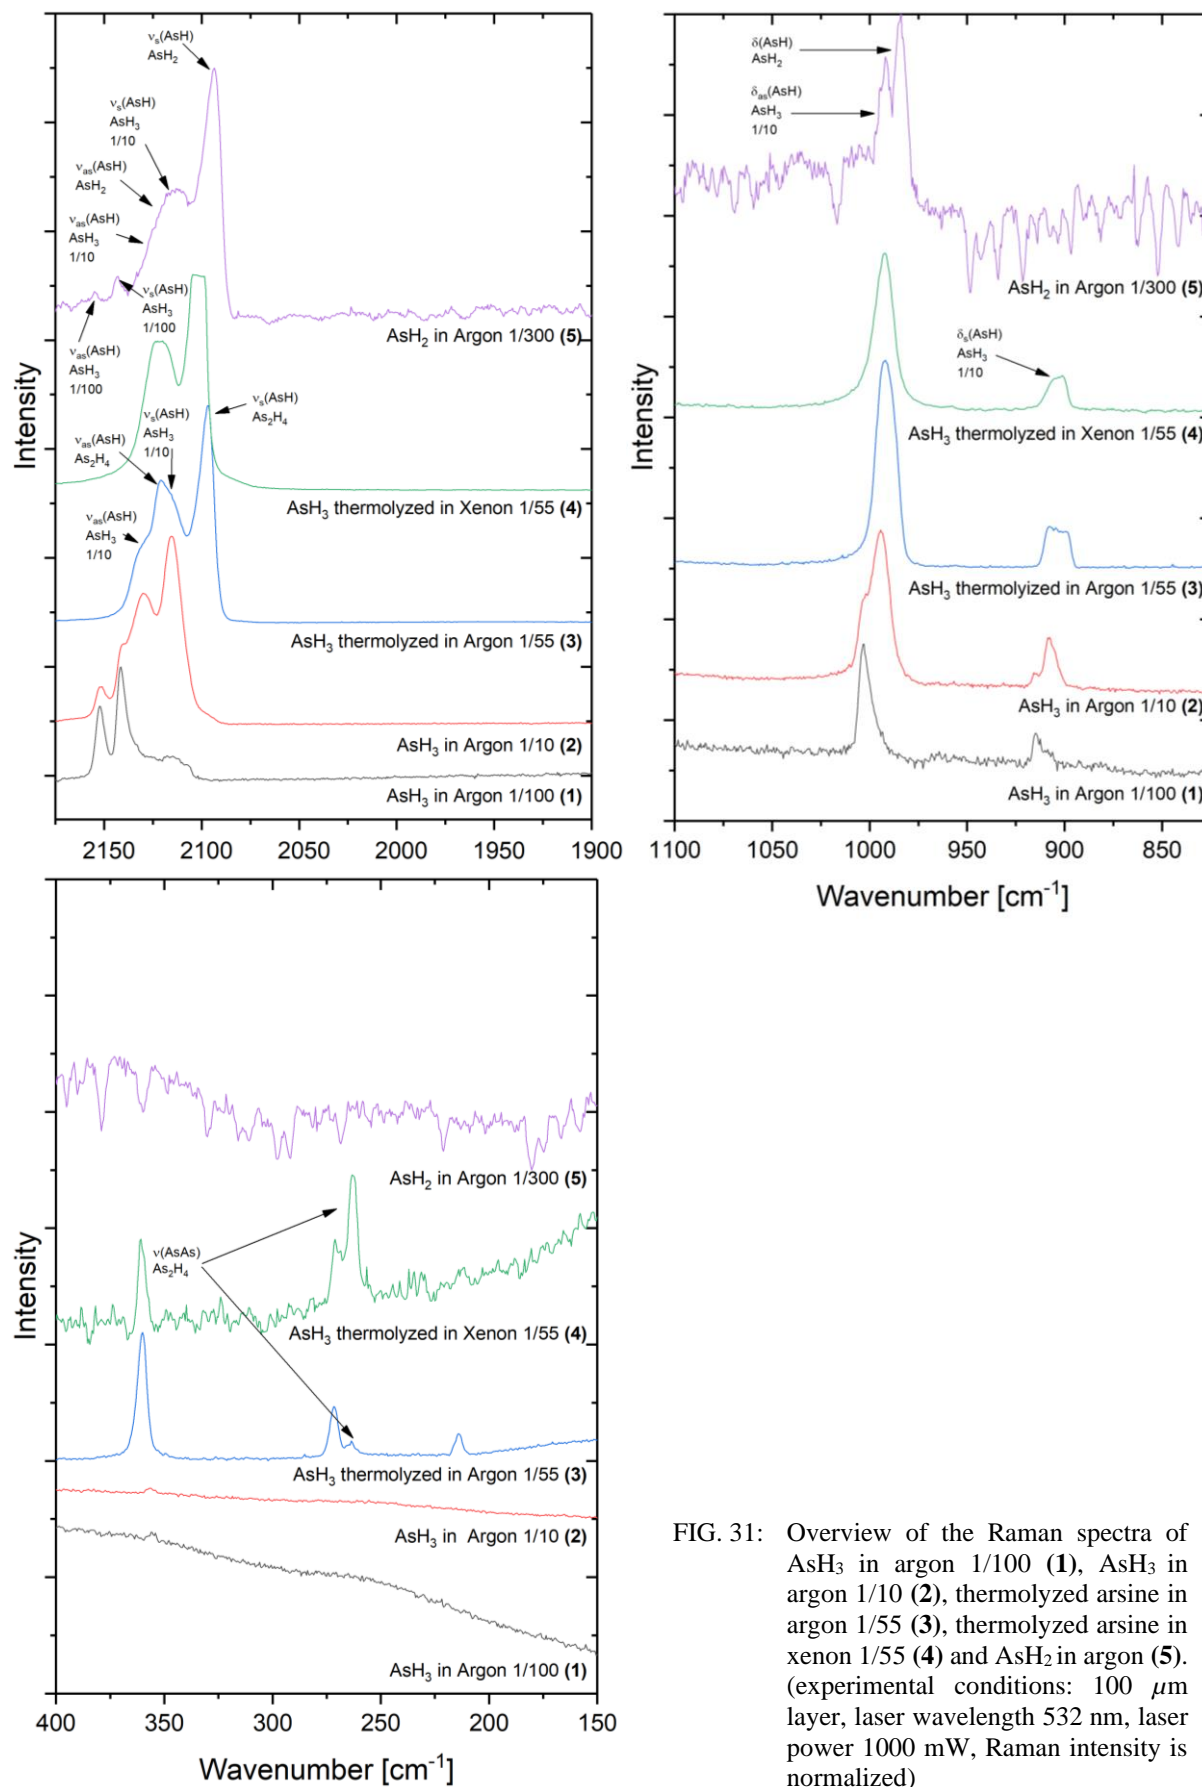 νs(AsH)
AsH2
νs(AsH)
AsH3
1/10
νas(AsH)
AsH2
νas(AsH)
AsH3
1/10
νs(AsH)
AsH3
1/100
νas(AsH)
AsH3
1/100
AsH2 in Argon 1/300 (5)
νs(AsH)
As2H4
νs(AsH)
AsH3
1/10
νas(AsH)
As2H4
νas(AsH)
AsH3
1/10
AsH3 thermolyzed in Xenon 1/55 (4)
AsH3 thermolyzed in Argon 1/55 (3)
AsH3 in Argon 1/10 (2)
AsH3 in Argon 1/100 (1)
Intensity
2150 2100 2050 2000 1950 1900
δ(AsH)
AsH2
δas(AsH)
AsH3
1/10
AsH2 in Argon 1/300 (5)
δs(AsH)
AsH3
1/10
AsH3 thermolyzed in Xenon 1/55 (4)
AsH3 thermolyized in Argon 1/55 (3)
AsH3 in Argon 1/10 (2)
AsH3 in Argon 1/100 (1)
Intensity
1100 1050 1000 950 900 850
Wavenumber [cm-1]
AsH2 in Argon 1/300 (5)
ν(AsAs)
As2H4
AsH3 thermolyzed in Xenon 1/55 (4)
AsH3 thermolyzed in Argon 1/55 (3)
AsH3 in Argon 1/10 (2)
AsH3 in Argon 1/100 (1)
Intensity
400 350 300 250 200 150
Wavenumber [cm-1]
FIG. 31: Overview of the Raman spectra of
AsH3 in argon 1/100 (1), AsH3 in
argon 1/10 (2), thermolyzed arsine in
argon 1/55 (3), thermolyzed arsine in
xenon 1/55 (4) and AsH2 in argon (5).
(experimental conditions: 100 µm
layer, laser wavelength 532 nm, laser
power 1000 mW, Raman intensity is
normalized)